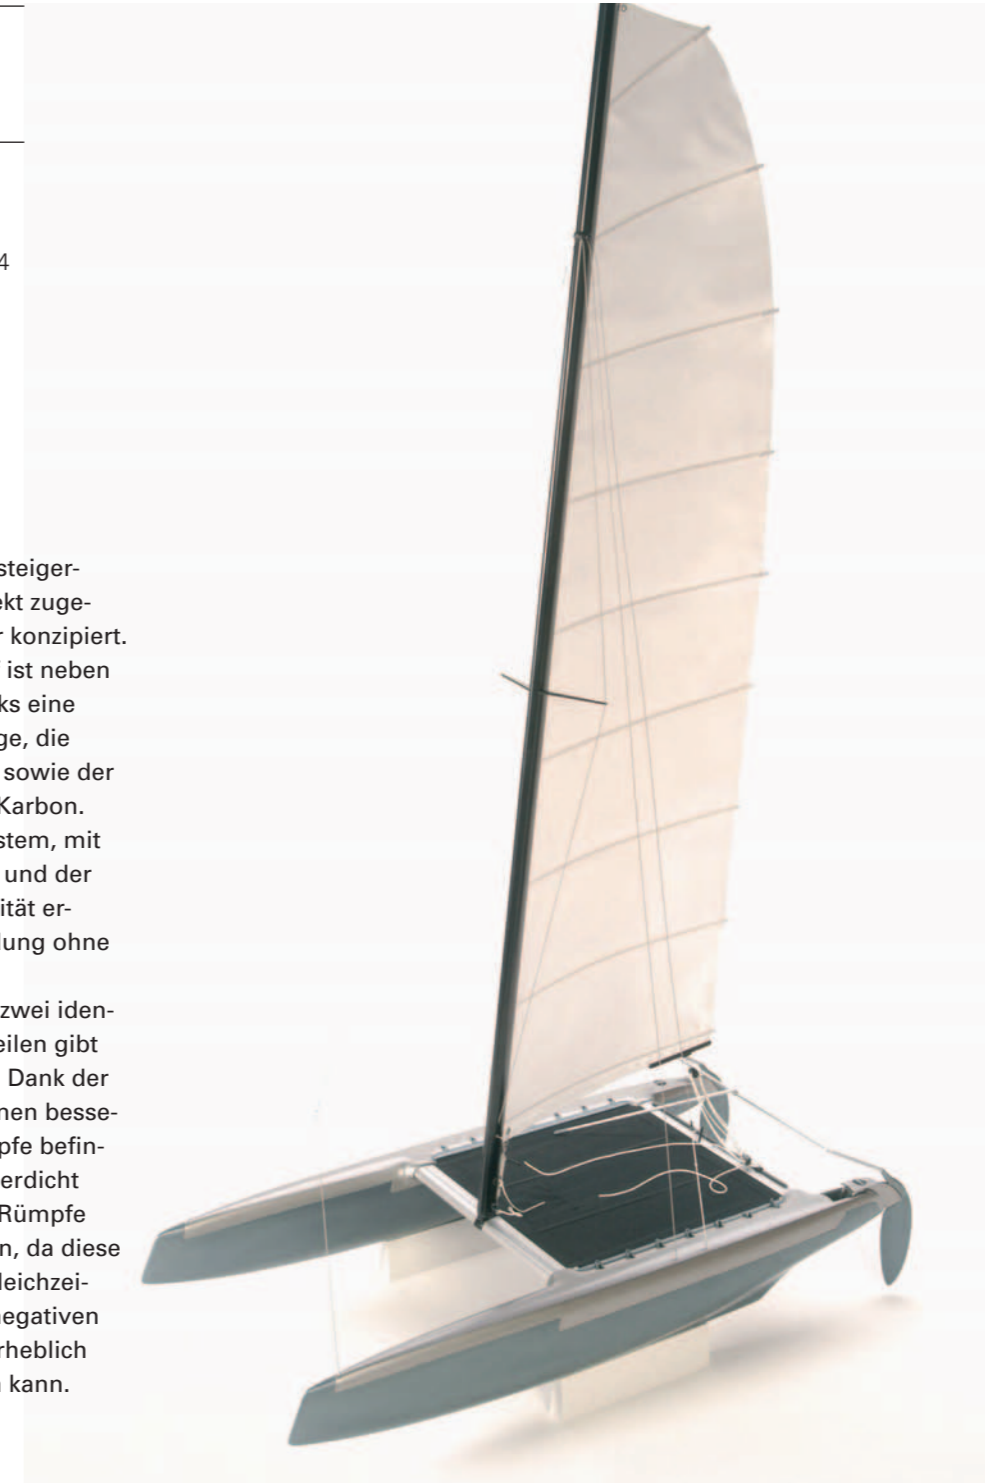 4
steiger-
ekt zuge-
r konzipiert.
ist neben
ks eine
ge, die
sowie der
Karbon.
stem, mit
und der
ität er-
lung ohne
zwei iden-
eilen gibt
Dank der
nen besse-
pfe befin-
erdicht
Rümpfe
n, da diese
leichzei-
negativen
rheblich
kann.